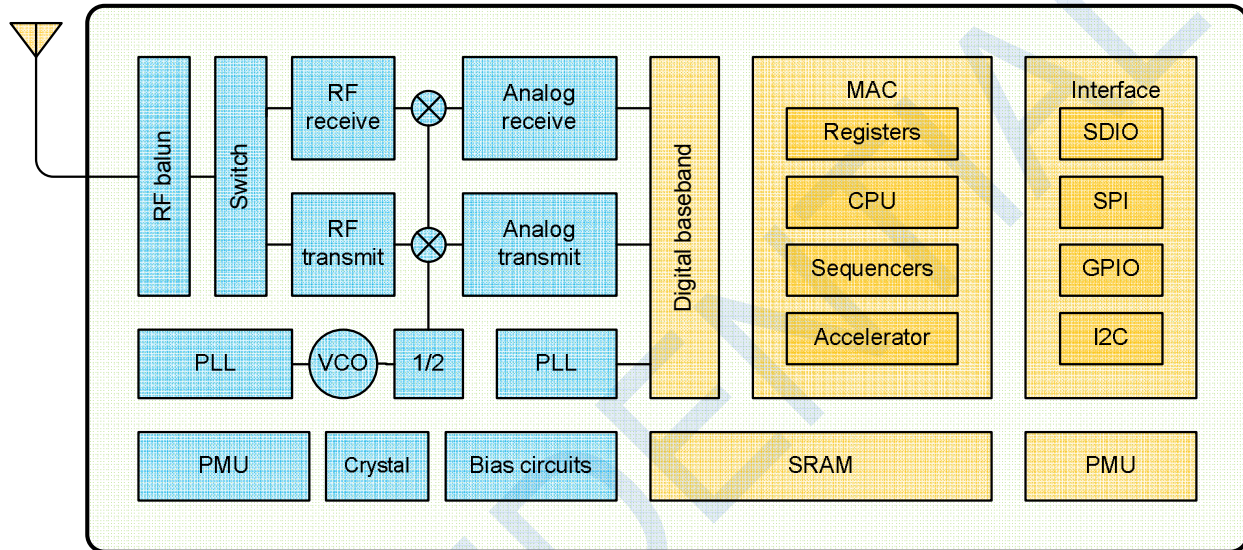 RF balun
Switch
RF
receive
Analog
receive
RF
transmit
Analog
transmit
PLL
VCO
1/2
PLL
Digital baseband
MAC
Registers
CPU
Sequencers
Accelerator
Interface
SDIO
SPI
GPIO
I2C
PMU
Crystal
Bias circuits
SRAM
PMU
DENTIAL